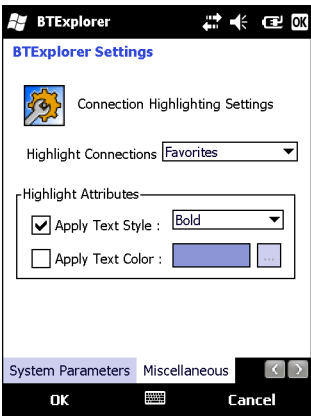 BTExplorer
OK
BTExplorer Settings
Connection Highlighting Settings
Highlight Connections Favorites
Highlight Attributes
Apply Text Style : Bold
Apply Text Color : ...
System Parameters Miscellaneous
OK Cancel